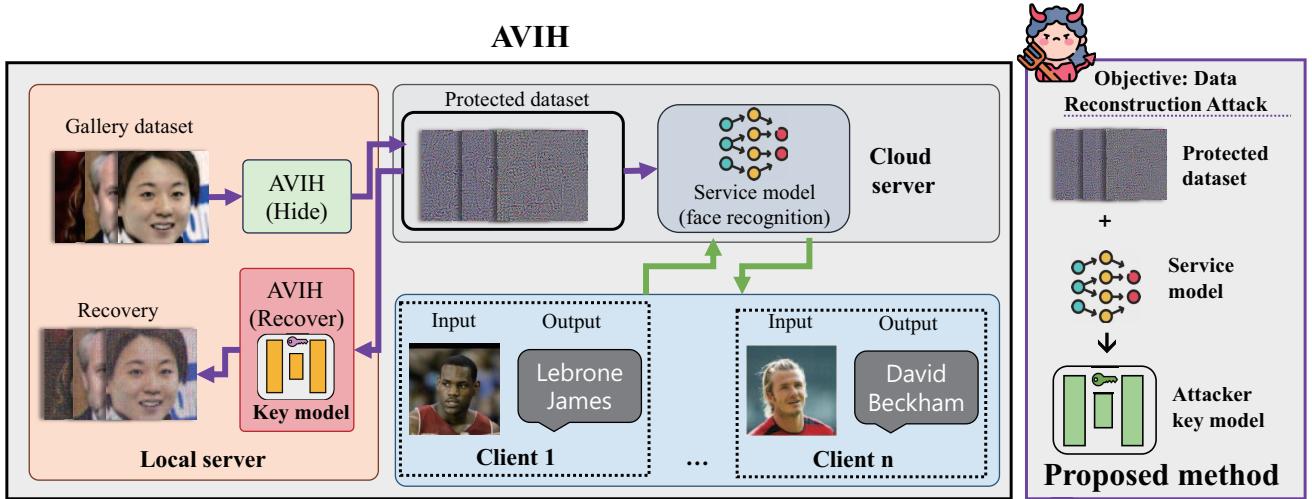 AVIH
Gallery dataset
AVIH
(Hide)
Recovery
AVIH
(Recover)
Key model
Local server
Protected dataset
Service model
(face recognition)
Cloud
server
Input
Output
Lebrone
James
Client 1
...
Input
Output
David
Beckham
Client n
Objective: Data
Reconstruction Attack
Protected
dataset
+
Service
model
Attacker
key model
Proposed method